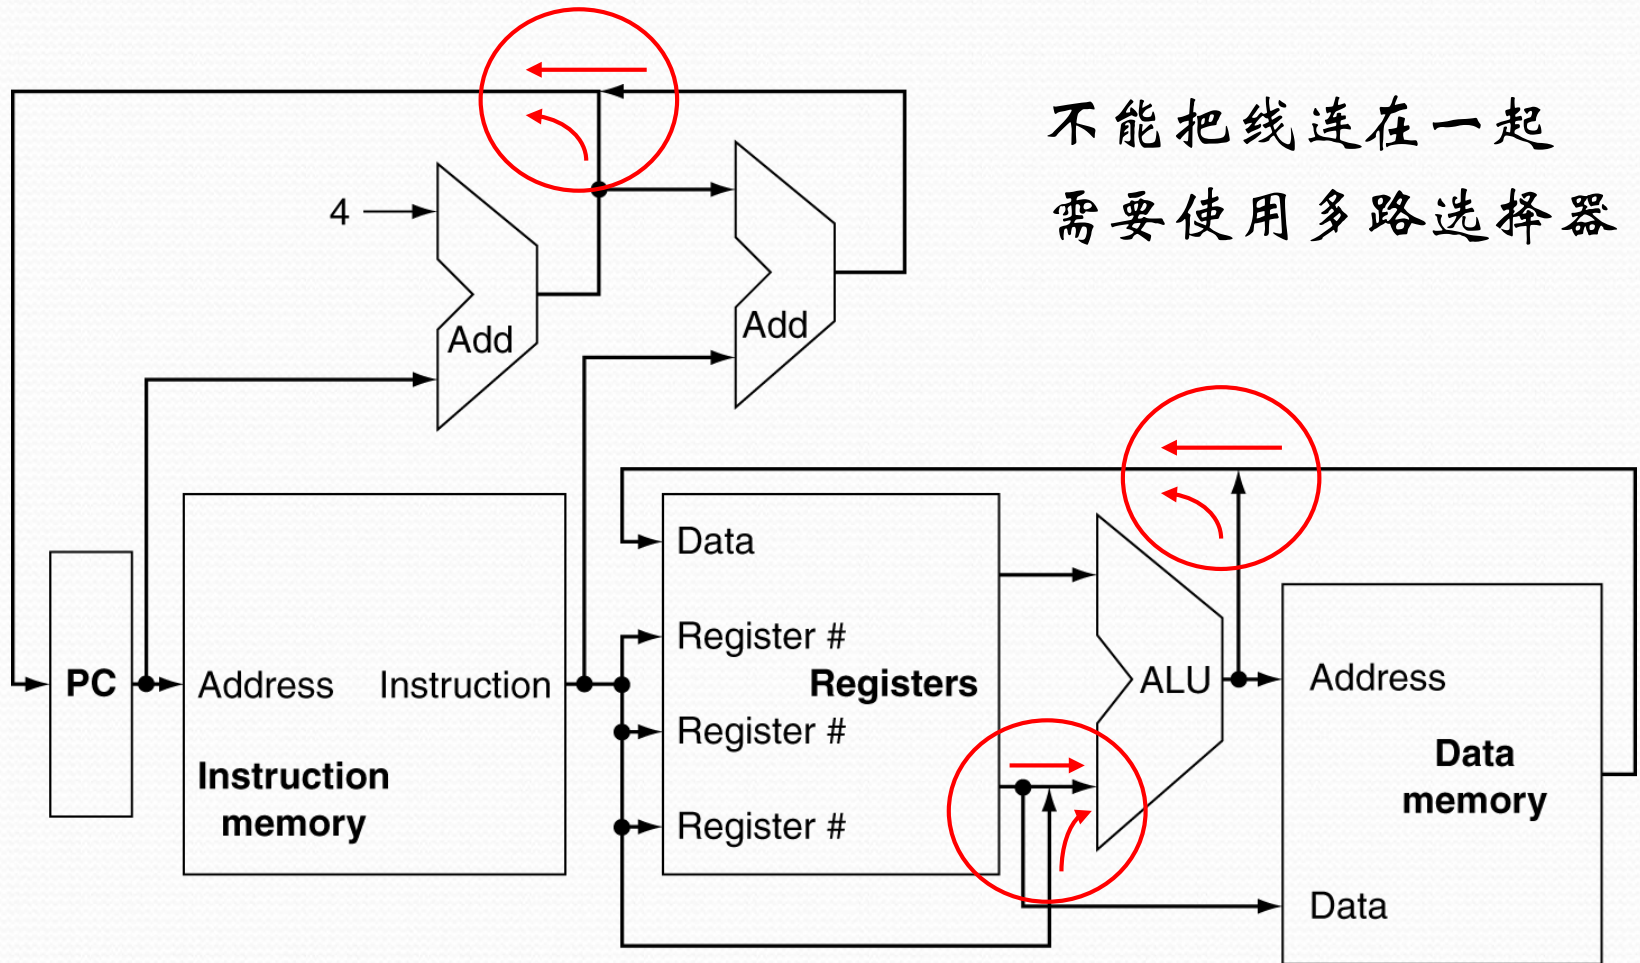 不能把线连在一起
需要使用多路选择器
4
Add
Add
Data
Register #
PC
Address
Instruction
Registers
ALU
Address
Register #
Instruction
memory
Data
memory
Register #
Data